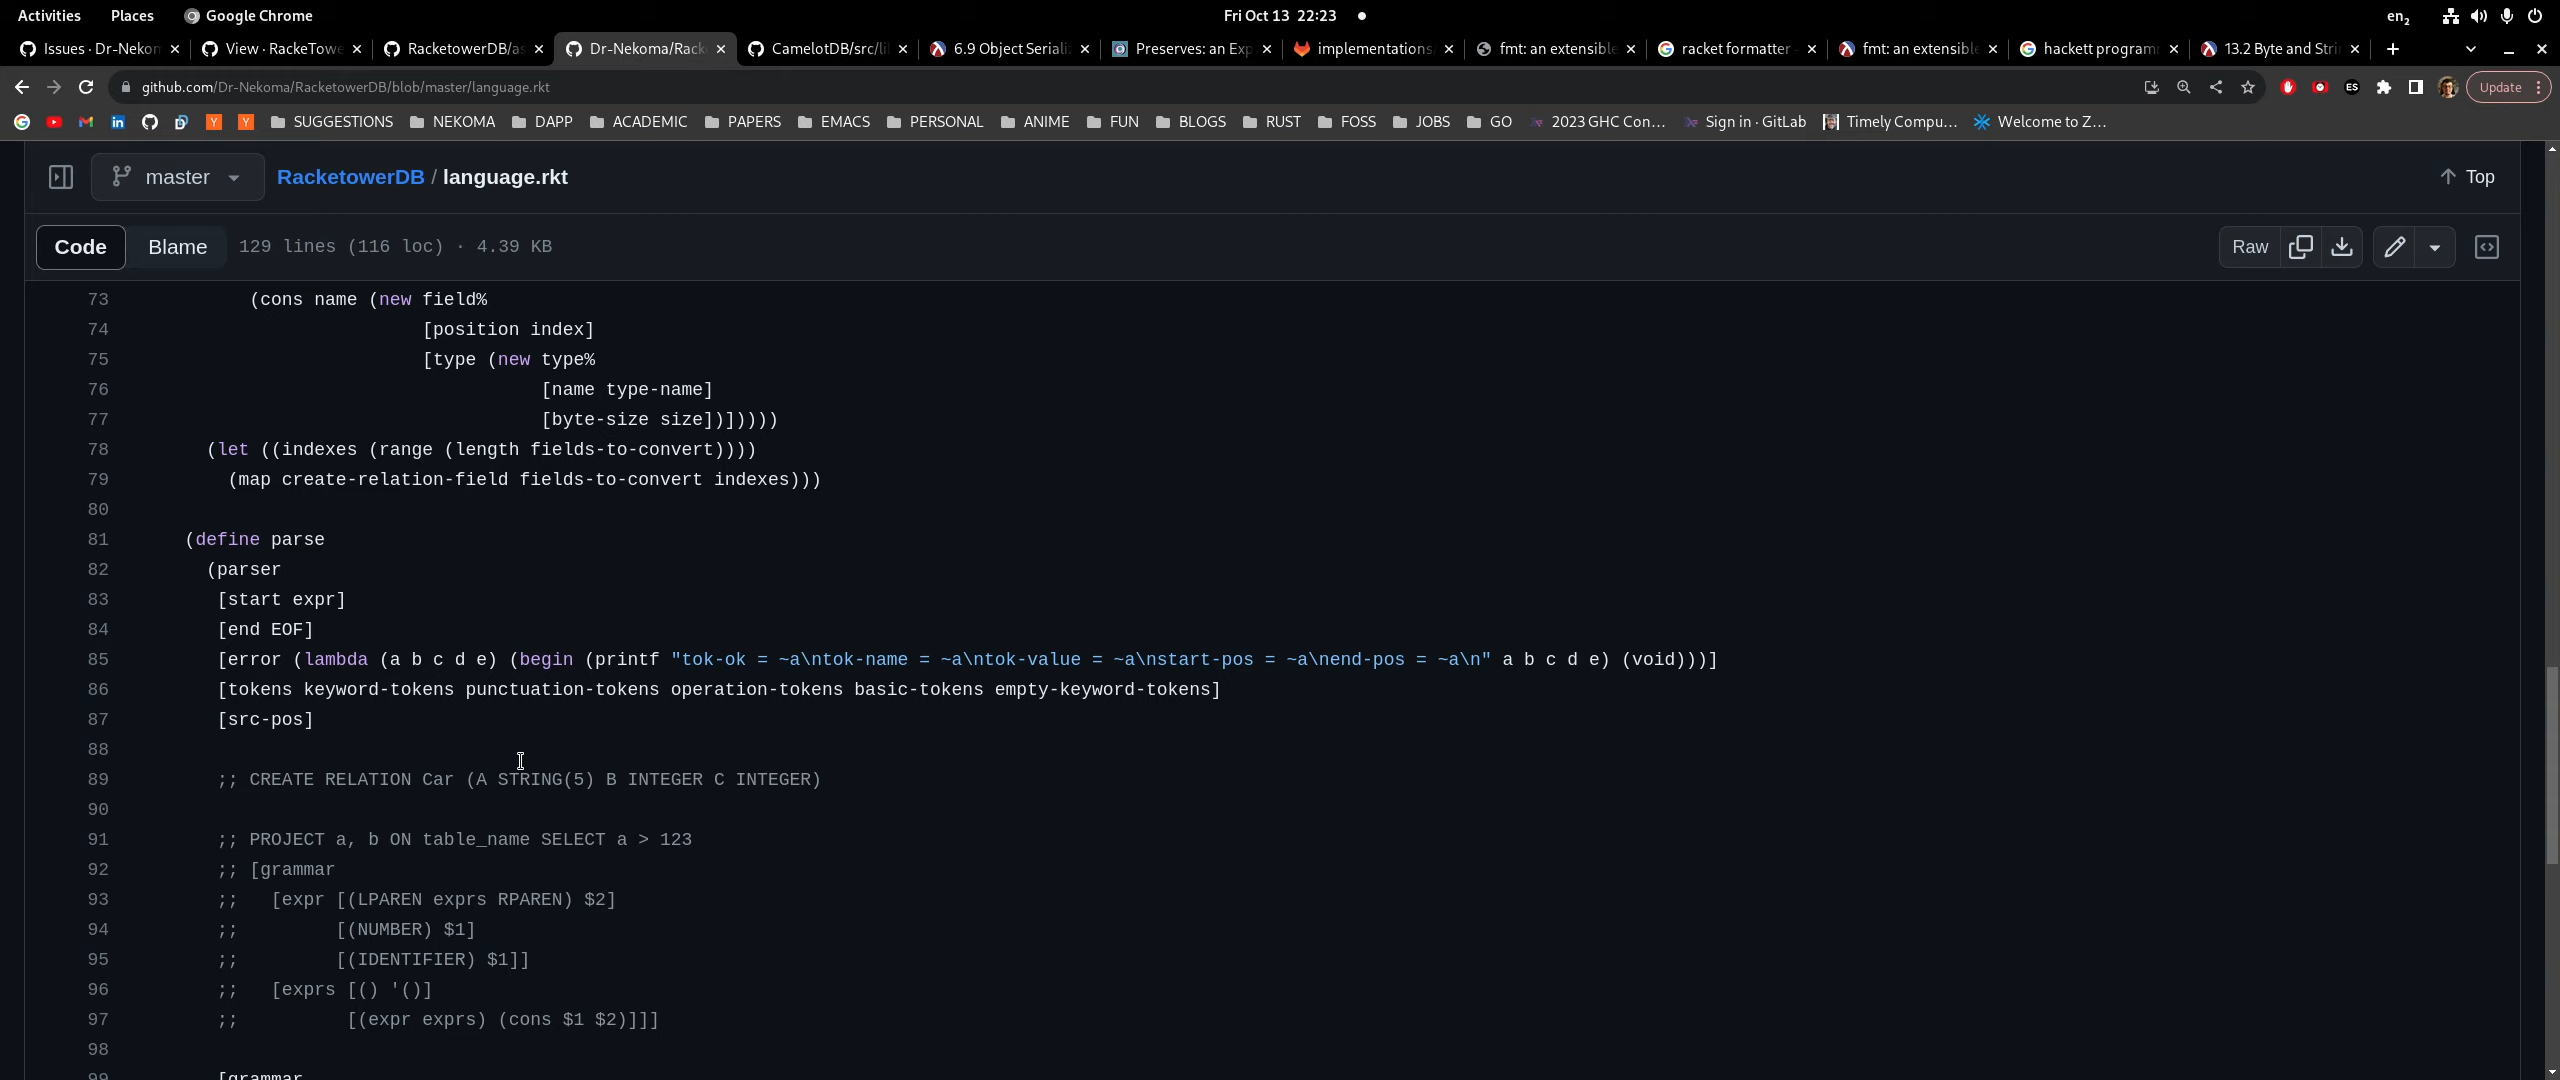 Activities Places Google Chrome Fri Oct 13 22:23 en2
Issues · Dr-Nekom View · RackeTowe RacketowerDB/as Dr-Nekoma/Rack CamelotDB/src/li 6.9 Object Seriali Preserves: an Exp implementations fmt: an extensible racket formatter - fmt: an extensible hackett program 13.2 Byte and Stri
github.com/Dr-Nekoma/RacketowerDB/blob/master/language.rkt ES Update
SUGGESTIONS NEKOMA DAPP ACADEMIC PAPERS EMACS PERSONAL ANIME FUN BLOGS RUST FOSS JOBS GO 2023 GHC Con... Sign in · GitLab Timely Compu... Welcome to Z...
master RacketowerDB / language.rkt Top
Code Blame 129 lines (116 loc) · 4.39 KB Raw
73 (cons name (new field%
74 [position index]
75 [type (new type%
76 [name type-name]
77 [byte-size size])]))))
78 (let ((indexes (range (length fields-to-convert))))
79 (map create-relation-field fields-to-convert indexes)))
80
81 (define parse
82 (parser
83 [start expr]
84 [end EOF]
85 [error (lambda (a b c d e) (begin (printf "tok-ok = ~a\ntok-name = ~a\ntok-value = ~a\nstart-pos = ~a\nend-pos = ~a\n" a b c d e) (void)))]
86 [tokens keyword-tokens punctuation-tokens operation-tokens basic-tokens empty-keyword-tokens]
87 [src-pos]
88
89 ;; CREATE RELATION Car (A STRING(5) B INTEGER C INTEGER)
90
91 ;; PROJECT a, b ON table_name SELECT a > 123
92 ;; [grammar
93 ;; [expr [(LPAREN exprs RPAREN) $2]
94 ;; [(NUMBER) $1]
95 ;; [(IDENTIFIER) $1]]
96 ;; [exprs [() '()]
97 ;; [(expr exprs) (cons $1 $2)]]]
98
99 [grammar